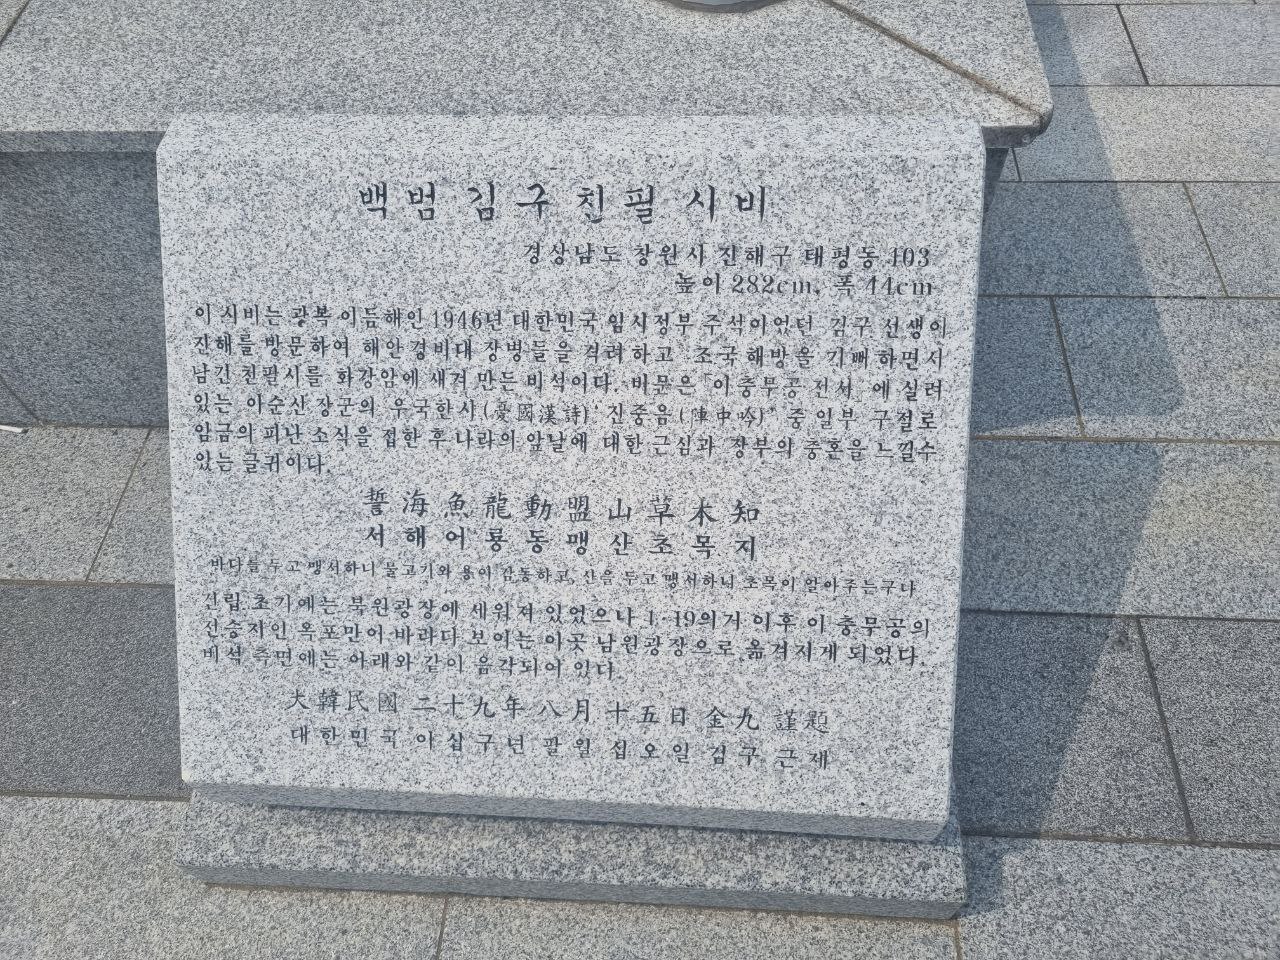 백범 김구 친필 시비
경상남도 창원시 진해구 태평동 103
높이 282cm, 폭 44cm
이 시비는 광복 이듬해인 1946년 대한민국 임시정부 주석이었던 김구 선생이
진해를 방문하여 해안경비대 장병들을 격려하고 조국해방을 기뻐하면서
남긴 친필시를 화강암에 새겨 만든 비석이다. 비문은 「이충무공전서」에 실려
있는 이순신 장군의 우국한시(憂國漢詩) '진중음(陣中吟)' 중 일부 구절로
임금의 피난 소식을 접한 후 나라의 앞날에 대한 근심과 장부의 충혼을 느낄수
있는 글귀이다.
誓海魚龍動盟山草木知
서해어룡동맹산초목지
바다를 두고 맹서하니 물고기와 용이 감동하고, 산을 두고 맹서하니 초목이 알아주는구나
건립 초기에는 북원광장에 세워져 있었으나 4·19의거 이후 이 충무공의
전승지인 옥포만이 바라다 보이는 이곳 남원광장으로 옮겨지게 되었다.
비석 측면에는 아래와 같이 음각되어 있다.
大韓民國 二十九年 八月 十五日 金九 謹題
대한민국 이십구년 팔월 십오일 김구 근제